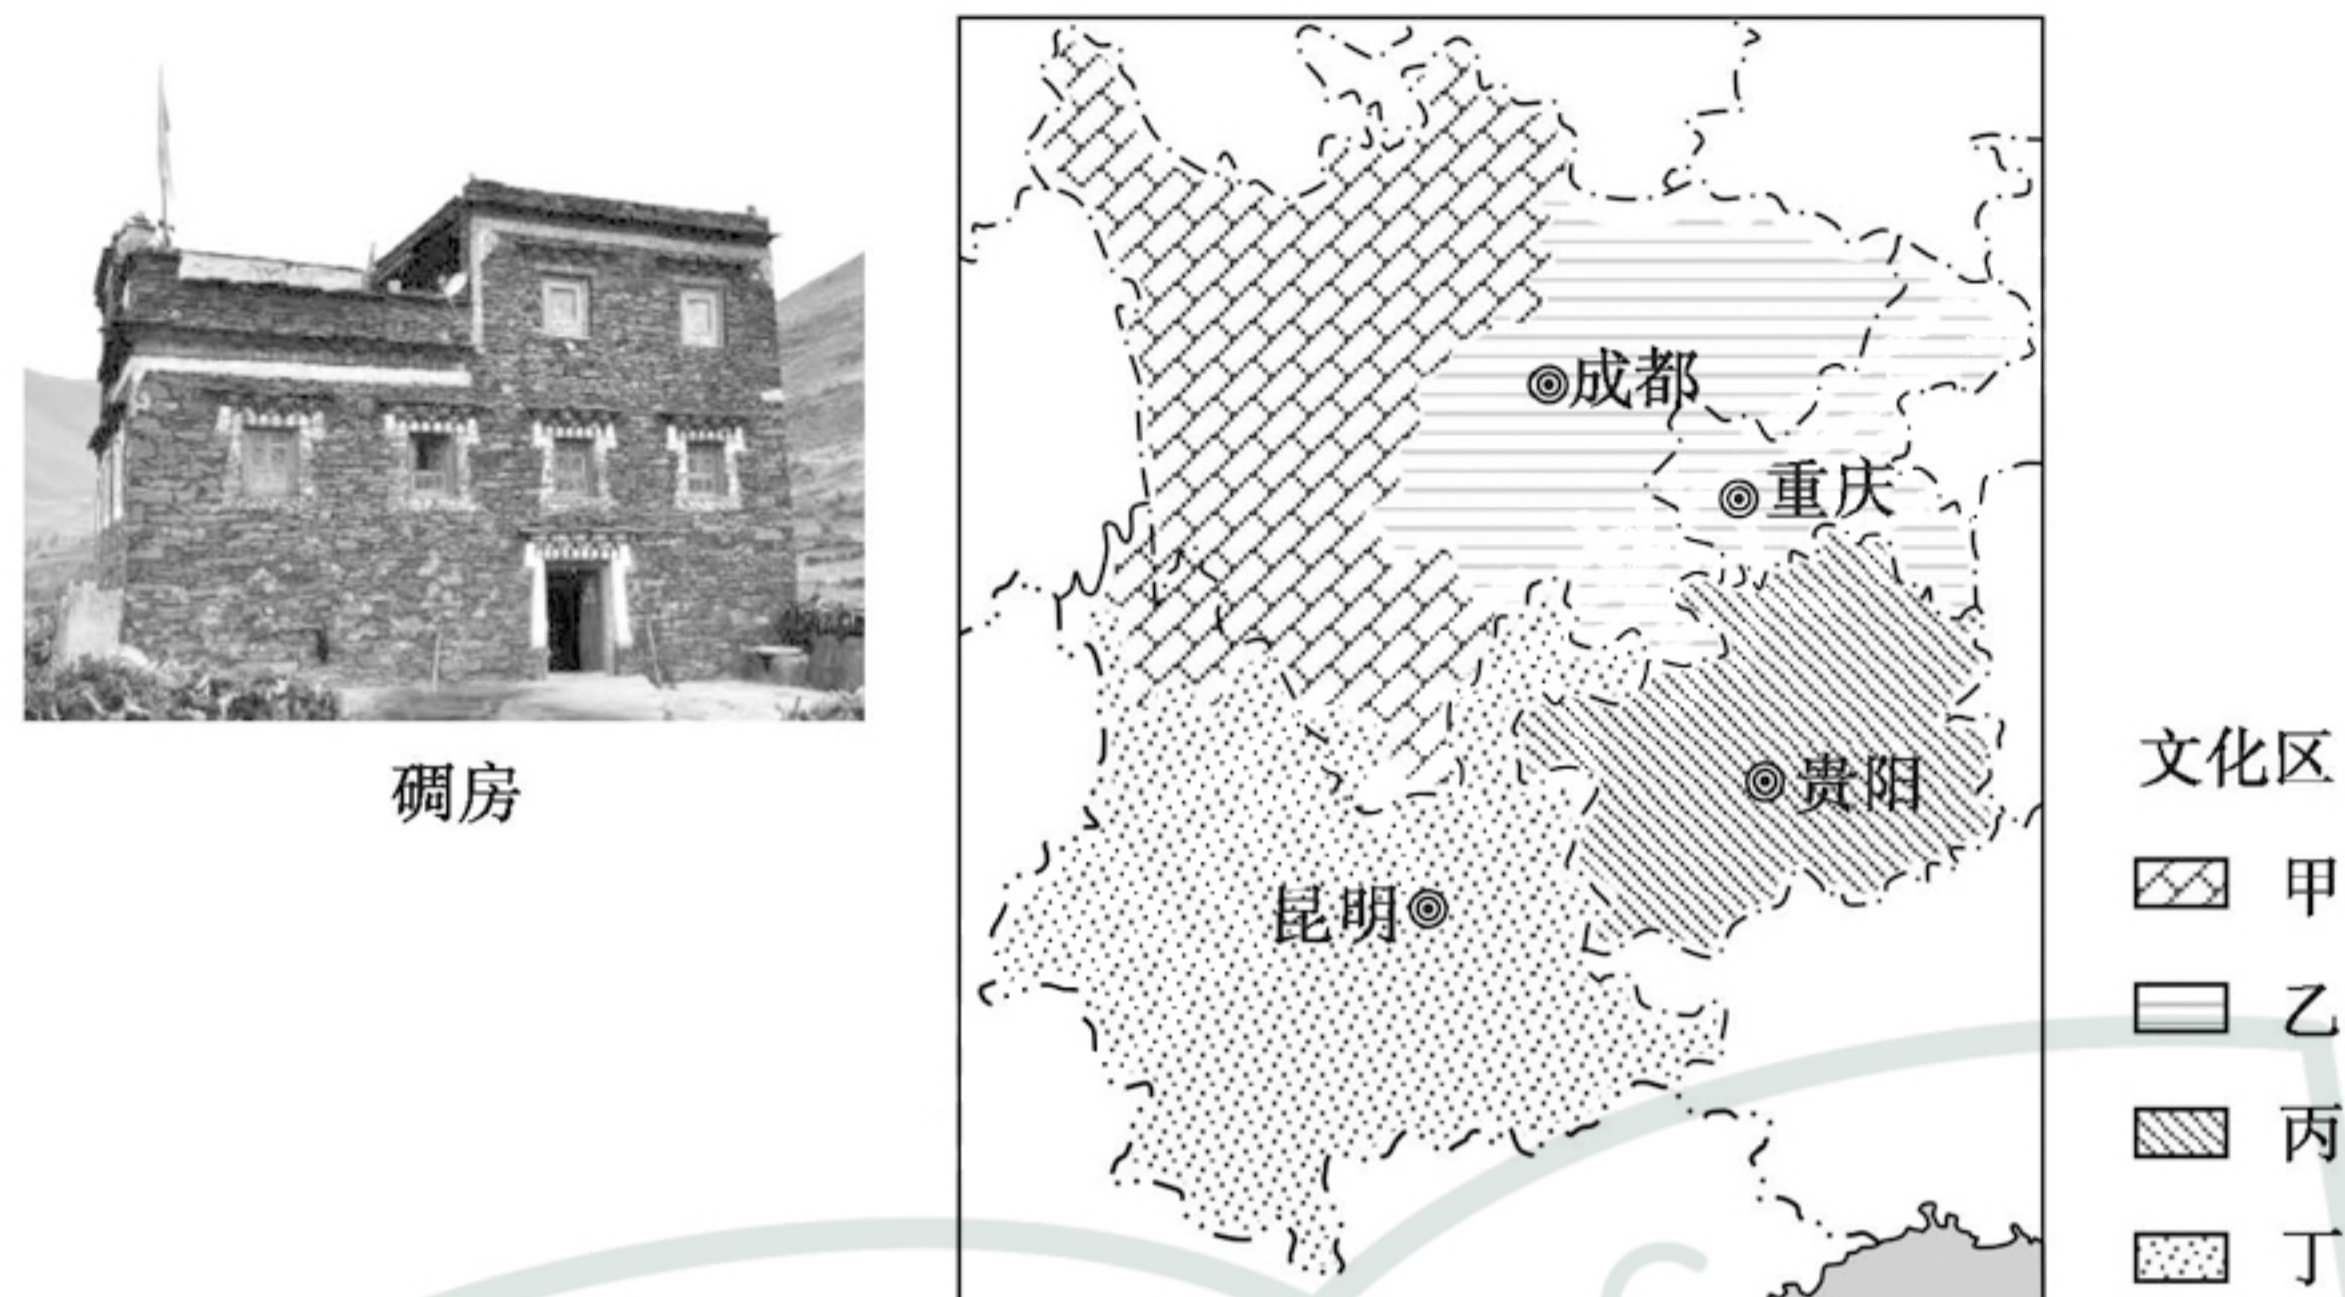 碉房
成都
重庆
贵阳
昆明
文化区
甲
乙
丙
丁